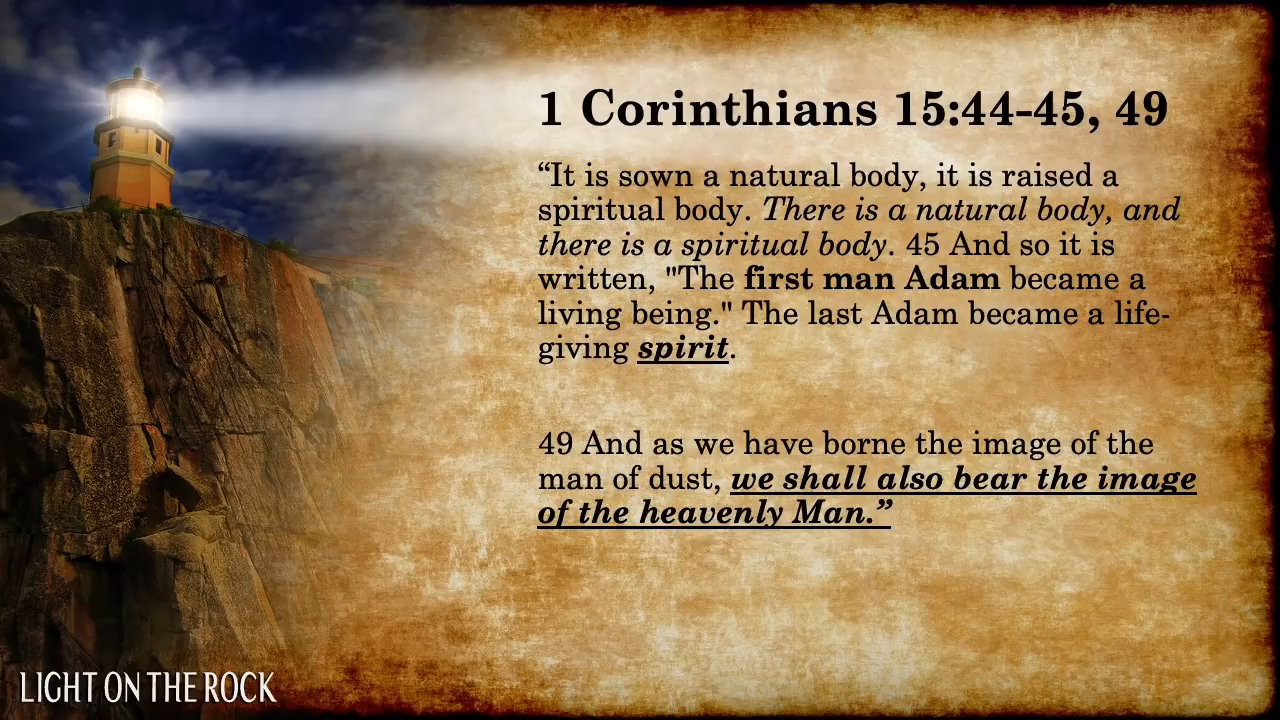 1 Corinthians 15:44-45, 49
“It is sown a natural body, it is raised a
spiritual body. There is a natural body, and
there is a spiritual body. 45 And so it is
written, "The first man Adam became a
living being." The last Adam became a life-
giving spirit.
49 And as we have borne the image of the
man of dust, we shall also bear the image
of the heavenly Man.”
LIGHT ON THE ROCK